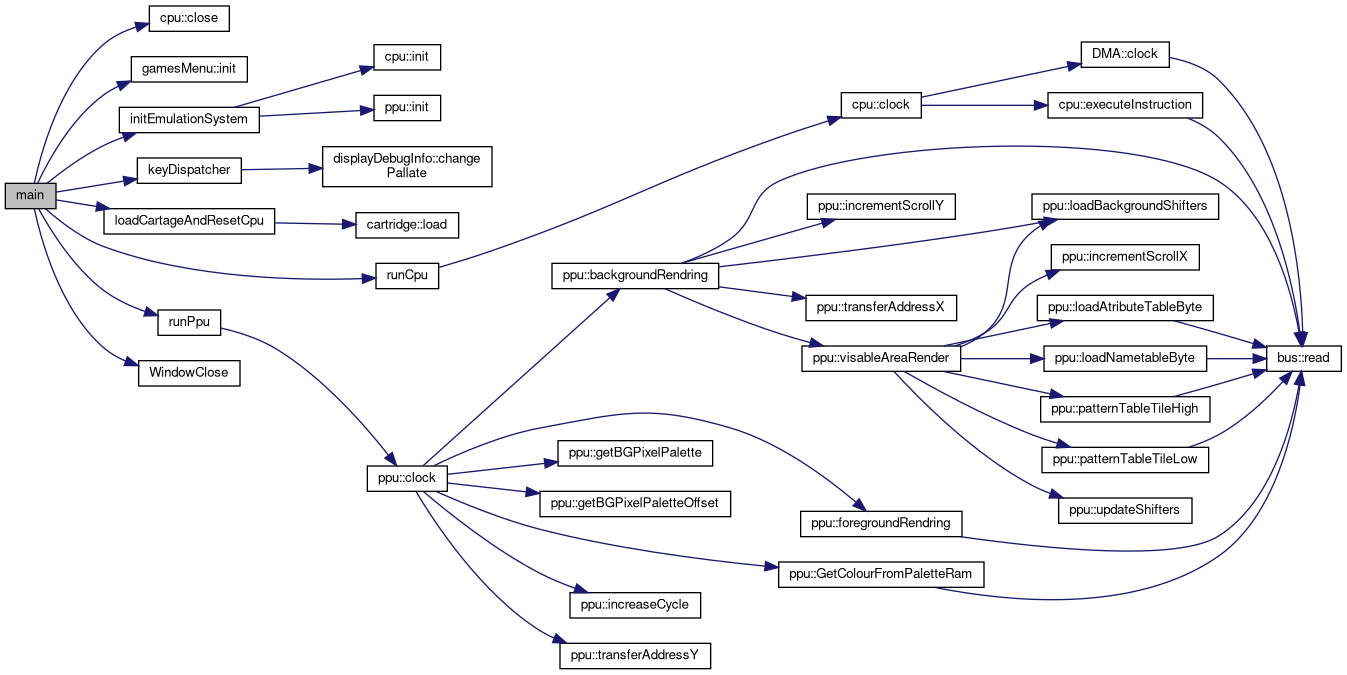 main
cpu::close
gamesMenu::init
initEmulationSystem
keyDispatcher
loadCartageAndResetCpu
runCpu
runPpu
WindowClose
cpu::init
ppu::init
displayDebugInfo::change
Pallate
cartridge::load
ppu::clock
ppu::backgroundRendring
ppu::getBGPixelPalette
ppu::getBGPixelPaletteOffset
ppu::increaseCycle
ppu::transferAddressY
cpu::clock
ppu::incrementScrollY
ppu::transferAddressX
ppu::visableAreaRender
ppu::foregroundRendring
ppu::GetColourFromPaletteRam
DMA::clock
cpu::executeInstruction
ppu::loadBackgroundShifters
ppu::incrementScrollX
ppu::loadAtributeTableByte
ppu::loadNametableByte
ppu::patternTableTileHigh
ppu::patternTableTileLow
ppu::updateShifters
bus::read